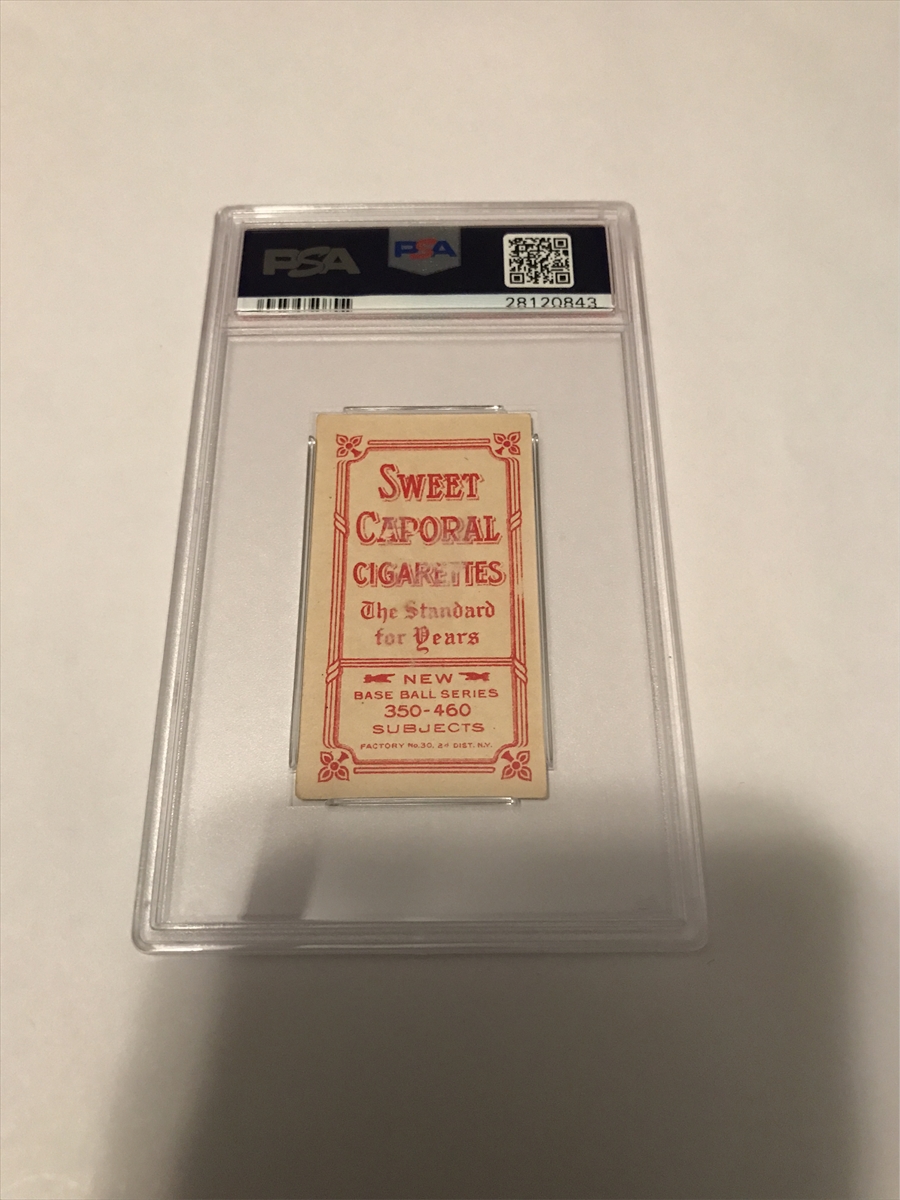 PSA
PSA
28120843
SWEET
CAPORAL
CIGARETTES
The Standard
for Years
NEW
BASE BALL SERIES
350-460
SUBJECTS
FACTORY No. 30, 2d DIST. N.Y.